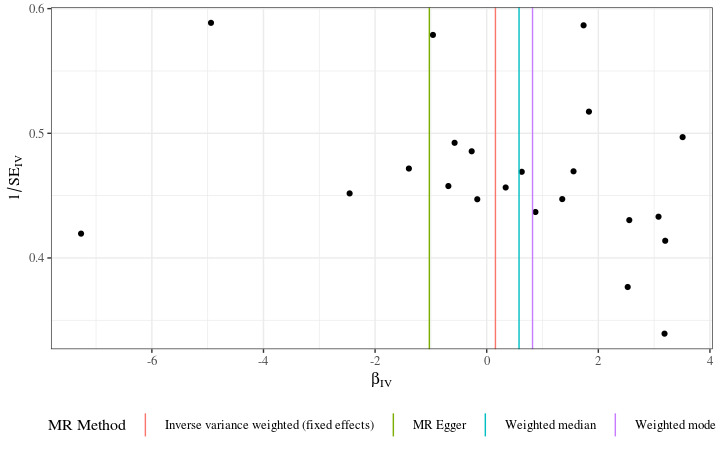 0.6
0.5
0.4
1/SE_IV
-6
-4
-2
0
2
4
β_IV
MR Method
Inverse variance weighted (fixed effects)
MR Egger
Weighted median
Weighted mode